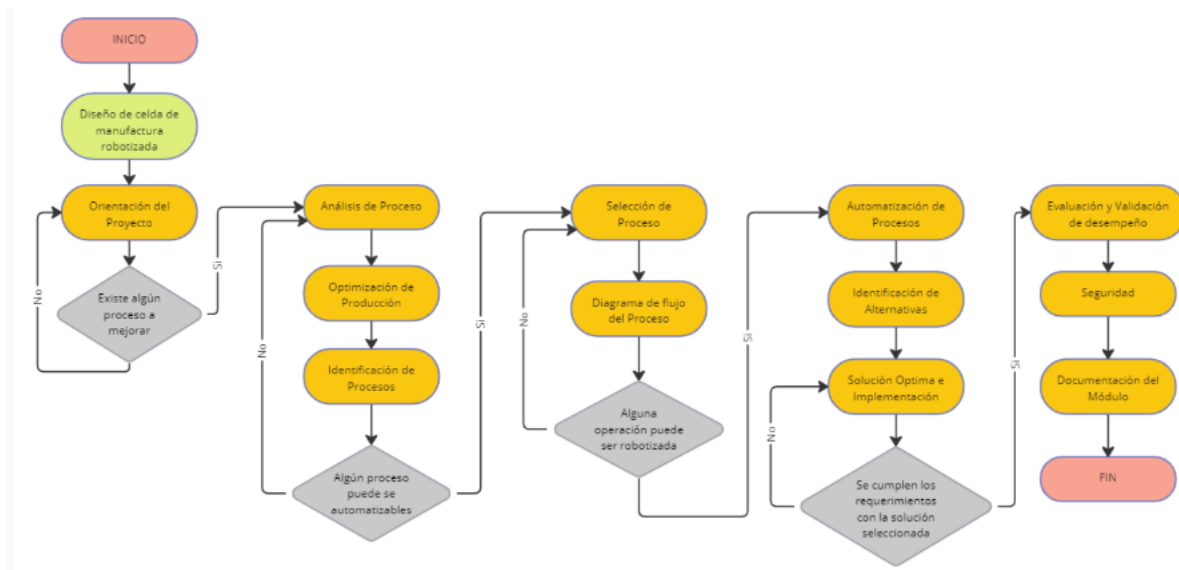 INICIO
Diseño de celda de
manufactura
robotizada
Orientación del
Proyecto
No
Existe algún
proceso a
mejorar
Si
Análisis de Proceso
Optimización de
Producción
Identificación de
Procesos
No
Algún proceso
puede se
automatizables
Si
Selección de
Proceso
Diagrama de flujo
del Proceso
No
Alguna
operación puede
ser robotizada
Si
Automatización de
Procesos
Identificación de
Alternativas
Solución Optima e
Implementación
No
Se cumplen los
requerimientos
con la solución
seleccionada
Si
Evaluación y Validación
de desempeño
Seguridad
Documentación del
Módulo
FIN